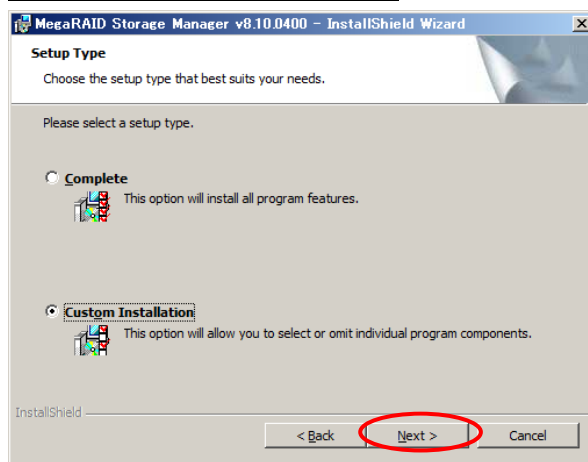 MegaRAID Storage Manager v8.10.0400 - InstallShield Wizard
Setup Type
Choose the setup type that best suits your needs.
Please select a setup type.
Complete
This option will install all program features.
Custom Installation
This option will allow you to select or omit individual program components.
InstallShield
< Back Next > Cancel